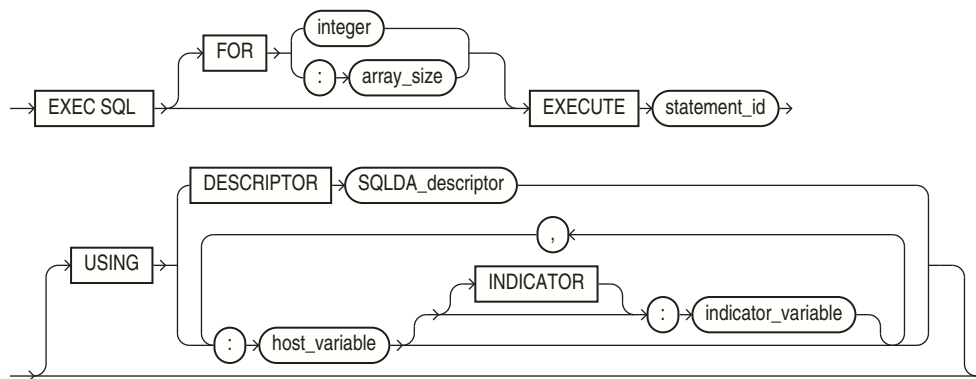 integer
FOR
: array_size
EXEC SQL EXECUTE statement_id
DESCRIPTOR SQLDA_descriptor
,
USING
INDICATOR
: indicator_variable
: host_variable